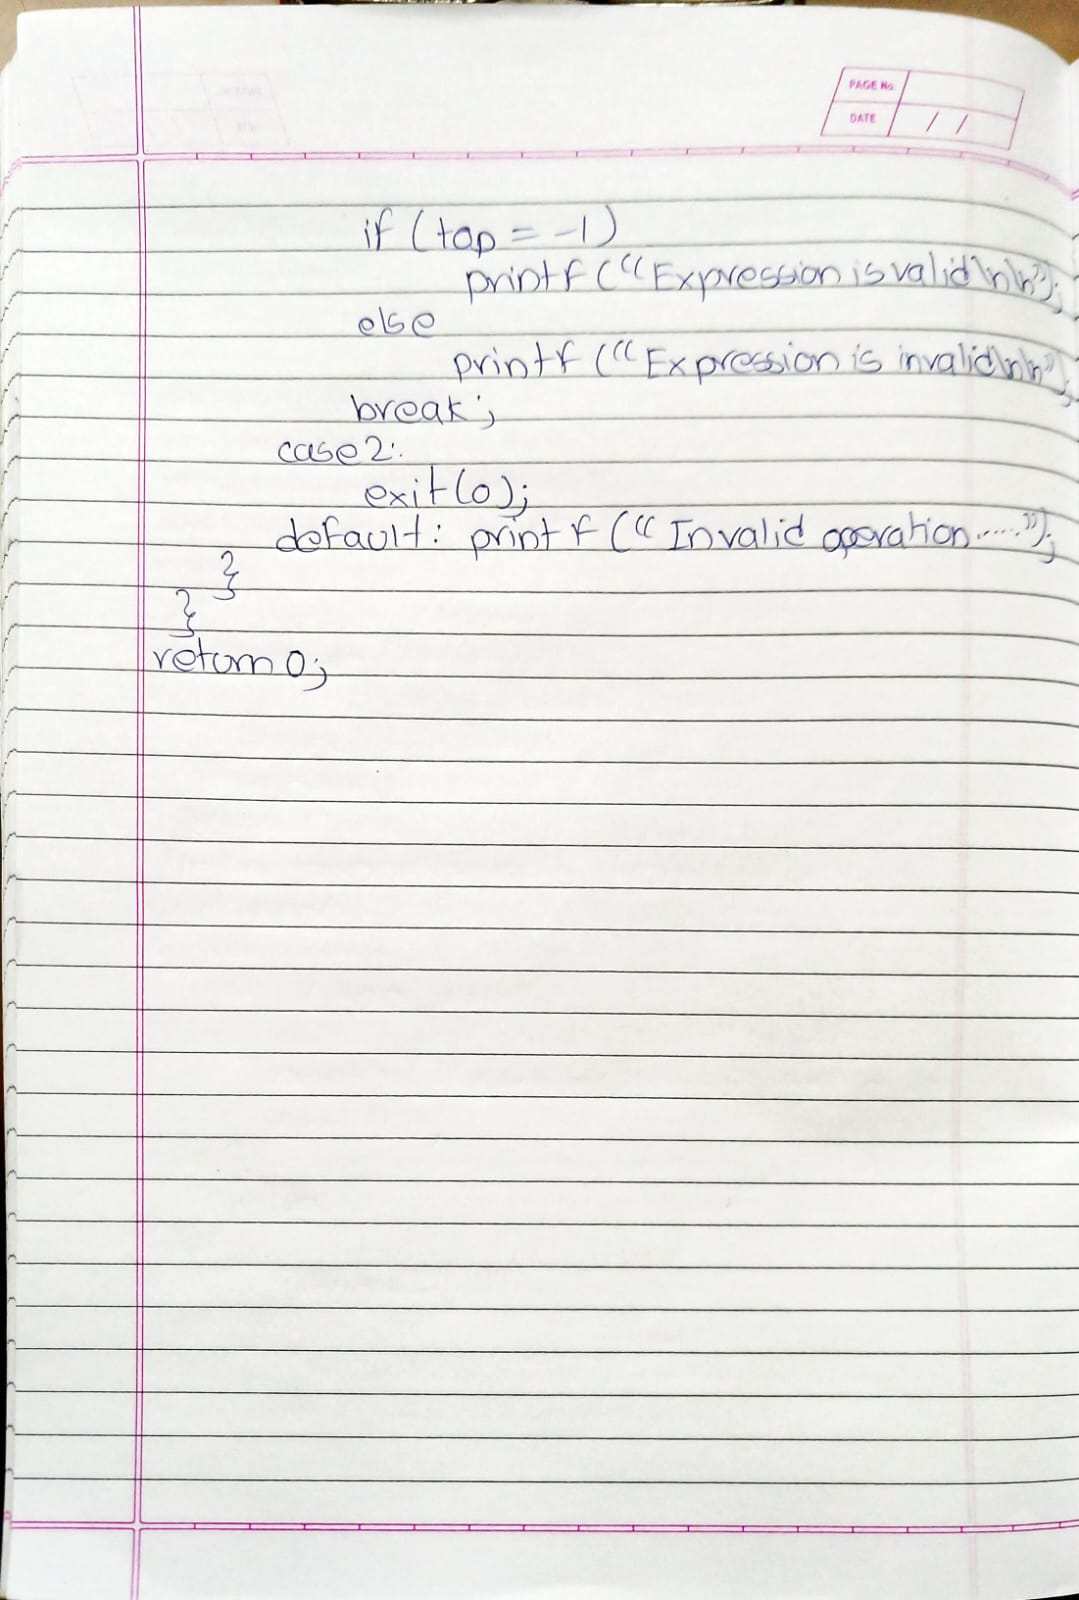 PAGE No.
DATE / /
if (top = -1)
printf ("Expression is valid\n\n");
else
printf ("Expression is invalid\n\n");
break;
case 2:
exit(0);
default: printf ("Invalid operation......");
}
}
return 0;